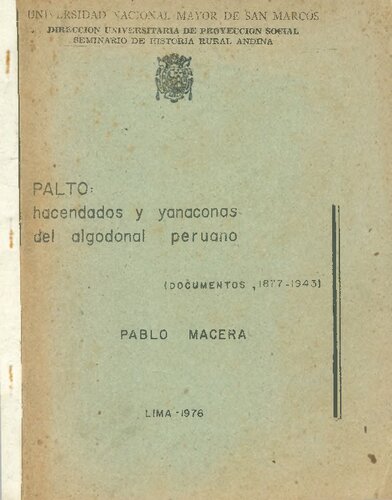 UNIVERSIDAD NACIONAL MAYOR DE SAN MARCOS
DIRECCION UNIVERSITARIA DE PROYECCION SOCIAL
SEMINARIO DE HISTORIA RURAL ANDINA
PALTO:
hacendados y yanaconas
del algodonal peruano
(DOCUMENTOS, 1877-1943)
PABLO MACERA
LIMA-1976